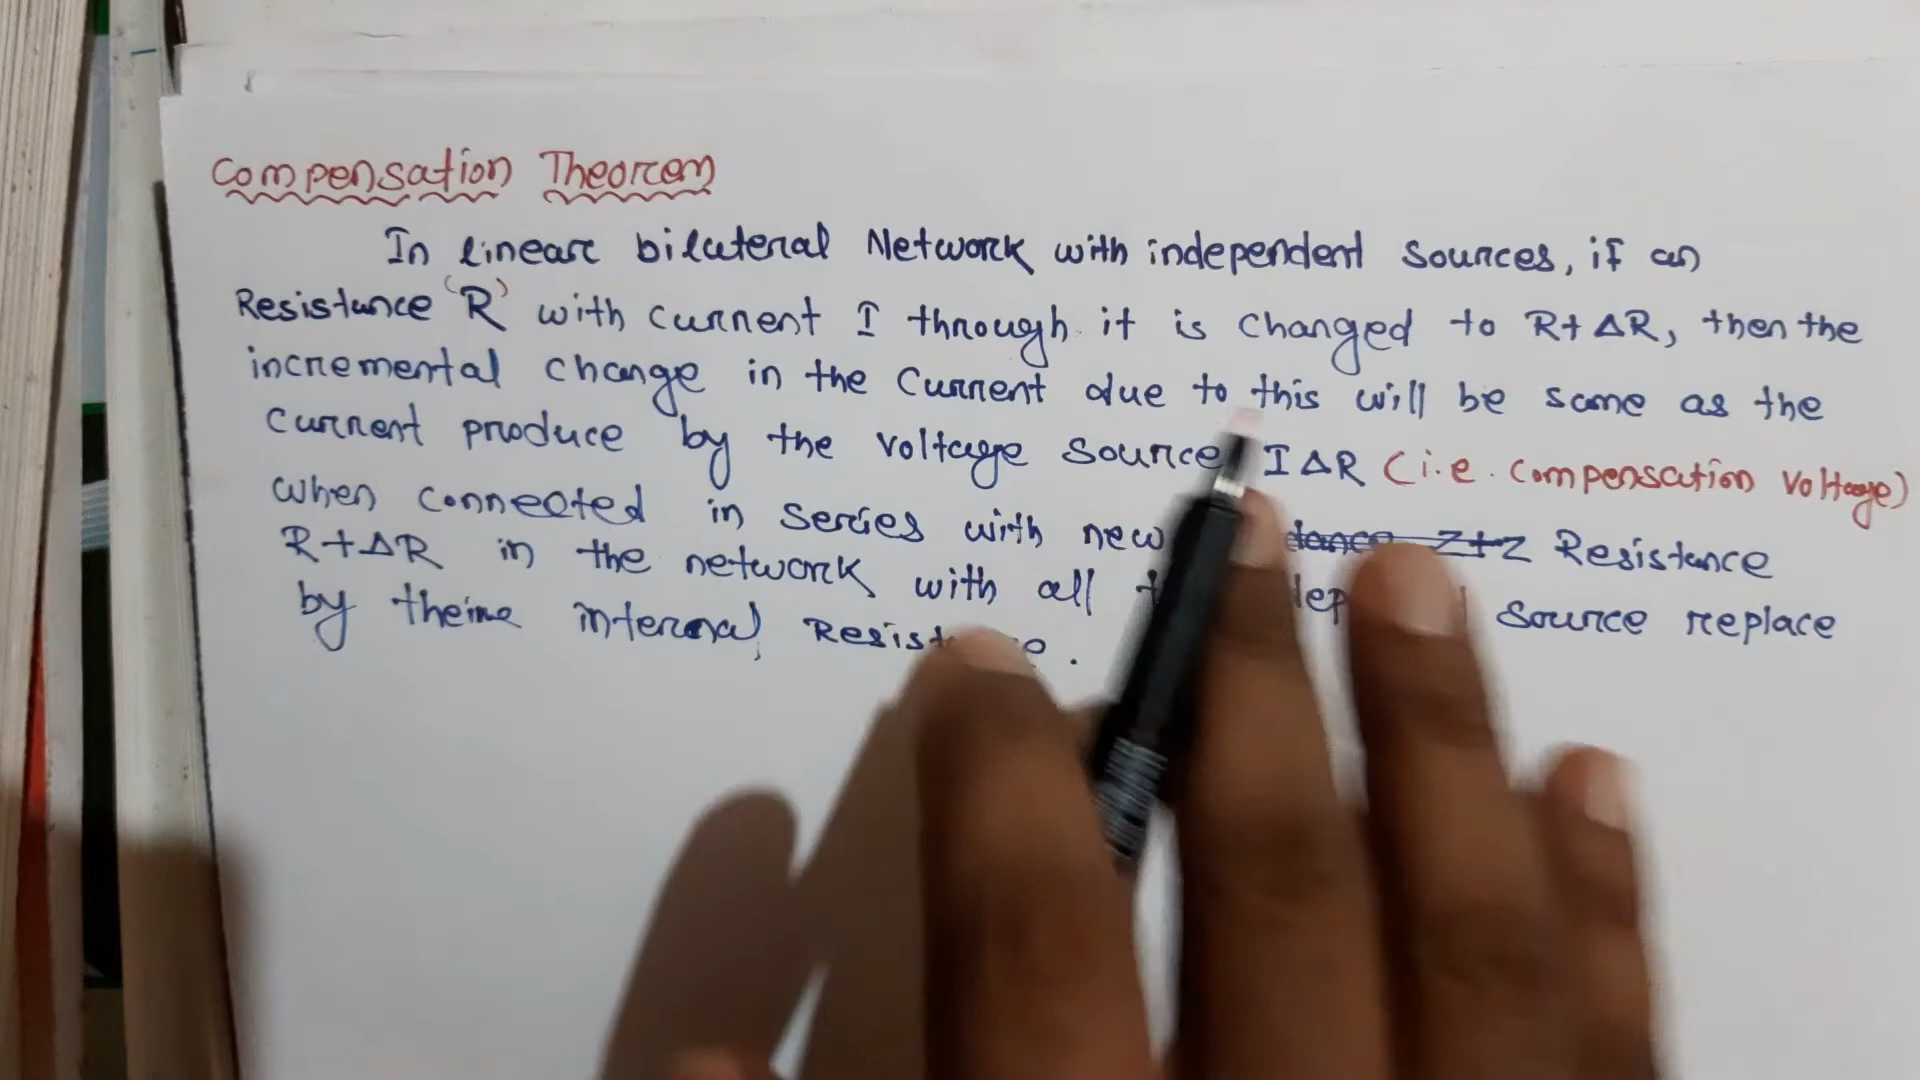 Compensation Theorem
In linear bilateral Network with independent Sources, if an
Resistance 'R' with current I through it is changed to R+ΔR, then the
incremental change in the current due to this will be same as the
current produce by the voltage source IΔR (i.e. compensation voltage)
when connected in series with new Resistance
R+ΔR in the network with all source replace
by their internal